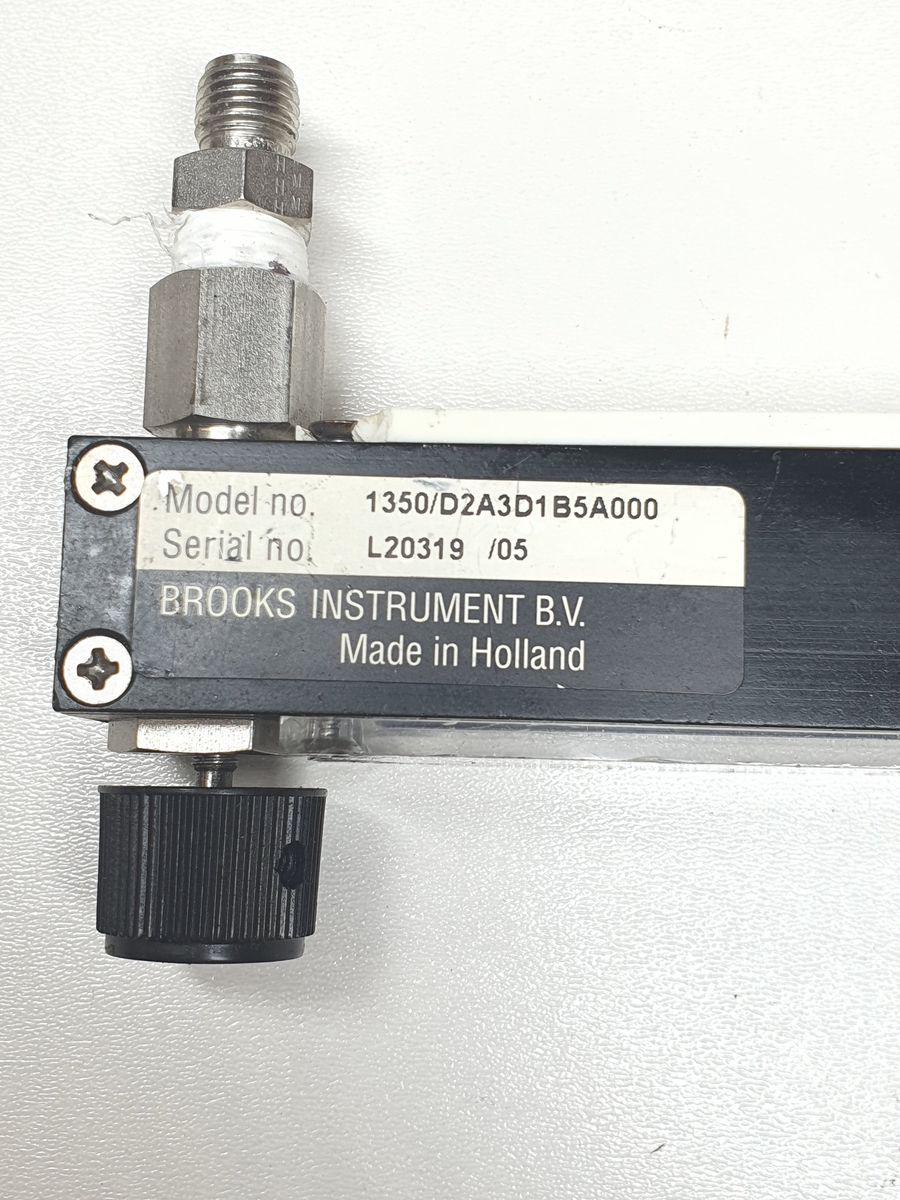 H M
H M
H
Model no. 1350/D2A3D1B5A000
Serial no. L20319 /05
BROOKS INSTRUMENT B.V.
Made in Holland